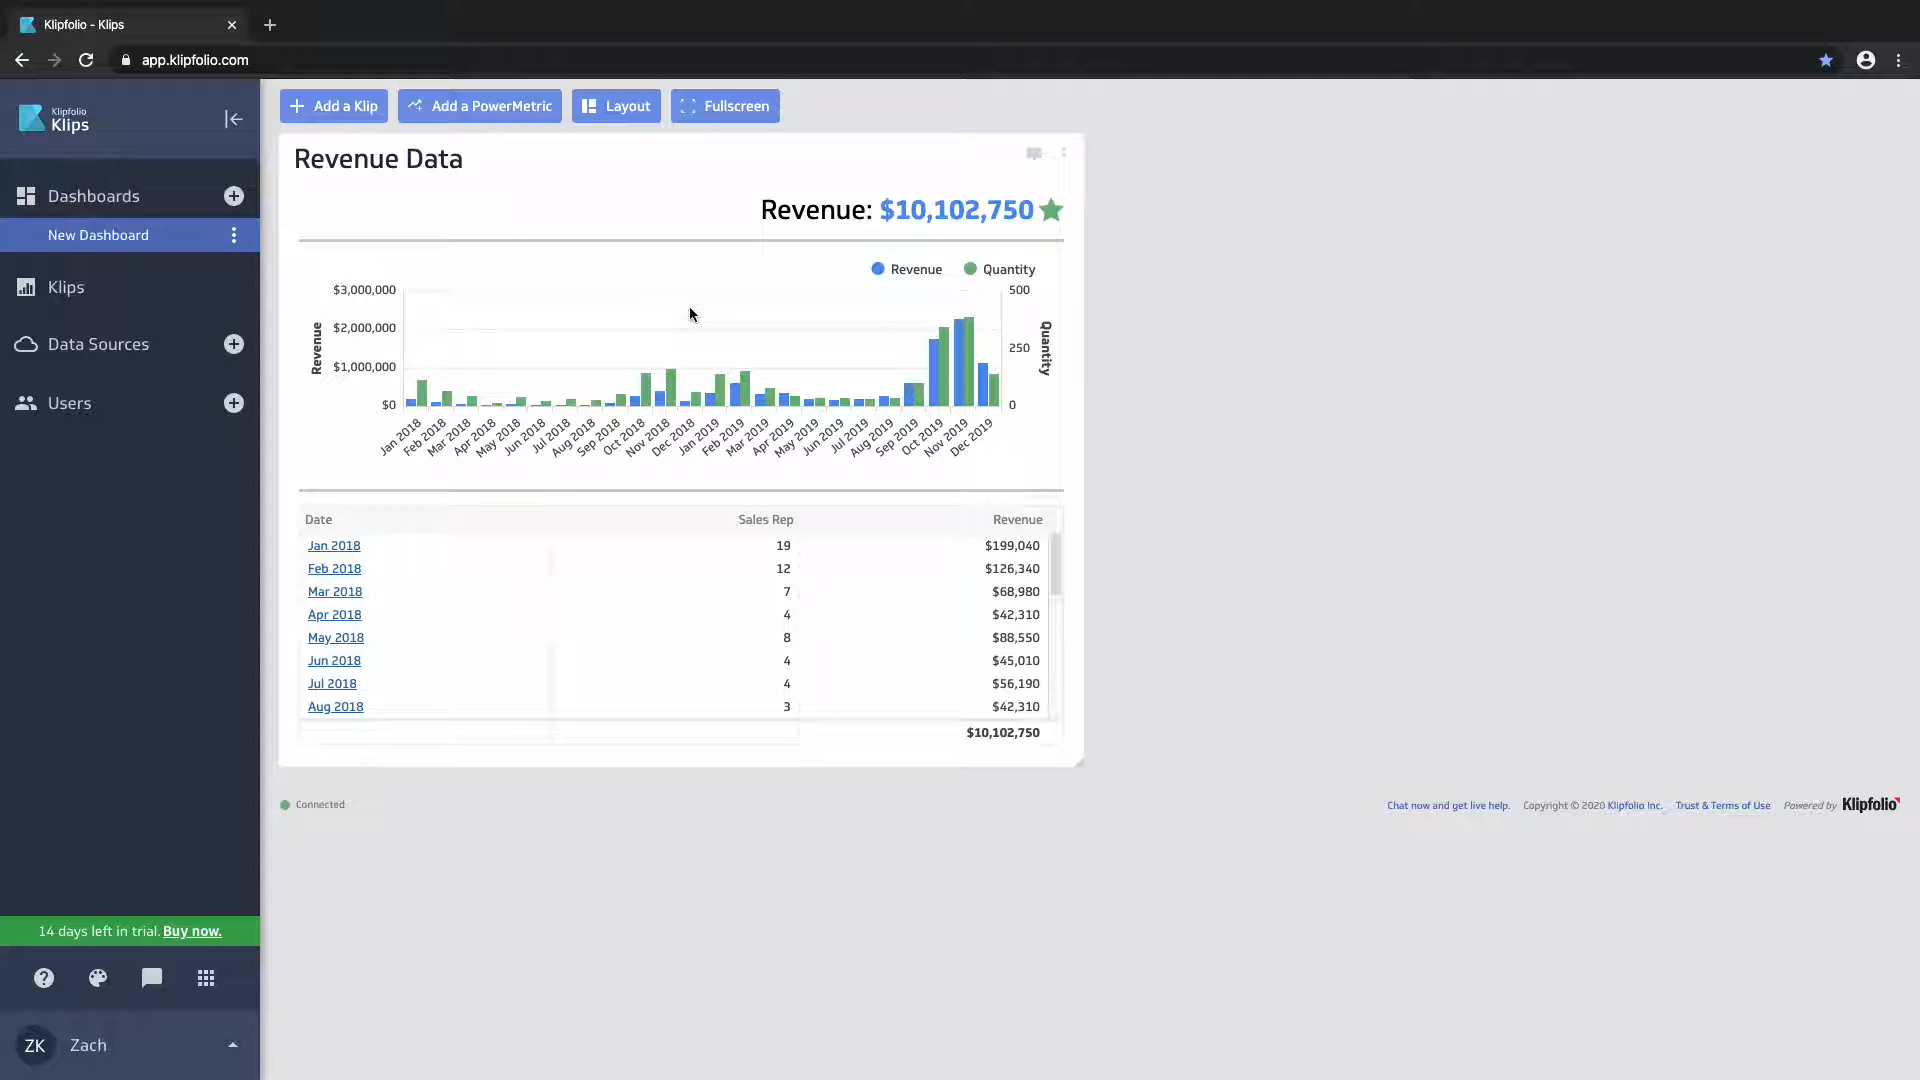 Klipfolio - Klips
app.klipfolio.com
Klipfolio
Klips
Add a Klip
Add a PowerMetric
Layout
Fullscreen
Dashboards
New Dashboard
Klips
Data Sources
Users
Revenue Data
Revenue: $10,102,750
Revenue
Quantity
$3,000,000
$2,000,000
$1,000,000
$0
Revenue
500
250
0
Quantity
Jan 2018
Feb 2018
Mar 2018
Apr 2018
May 2018
Jun 2018
Jul 2018
Aug 2018
Sep 2018
Oct 2018
Nov 2018
Dec 2018
Jan 2019
Feb 2019
Mar 2019
Apr 2019
May 2019
Jun 2019
Jul 2019
Aug 2019
Sep 2019
Oct 2019
Nov 2019
Dec 2019
Date Sales Rep Revenue
Jan 2018 19 $199,040
Feb 2018 12 $126,340
Mar 2018 7 $68,980
Apr 2018 4 $42,310
May 2018 8 $88,550
Jun 2018 4 $45,010
Jul 2018 4 $56,190
Aug 2018 3 $42,310
$10,102,750
Connected
Chat now and get live help. Copyright © 2020 Klipfolio Inc. Trust & Terms of Use Powered by Klipfolio
14 days left in trial. Buy now.
ZK Zach